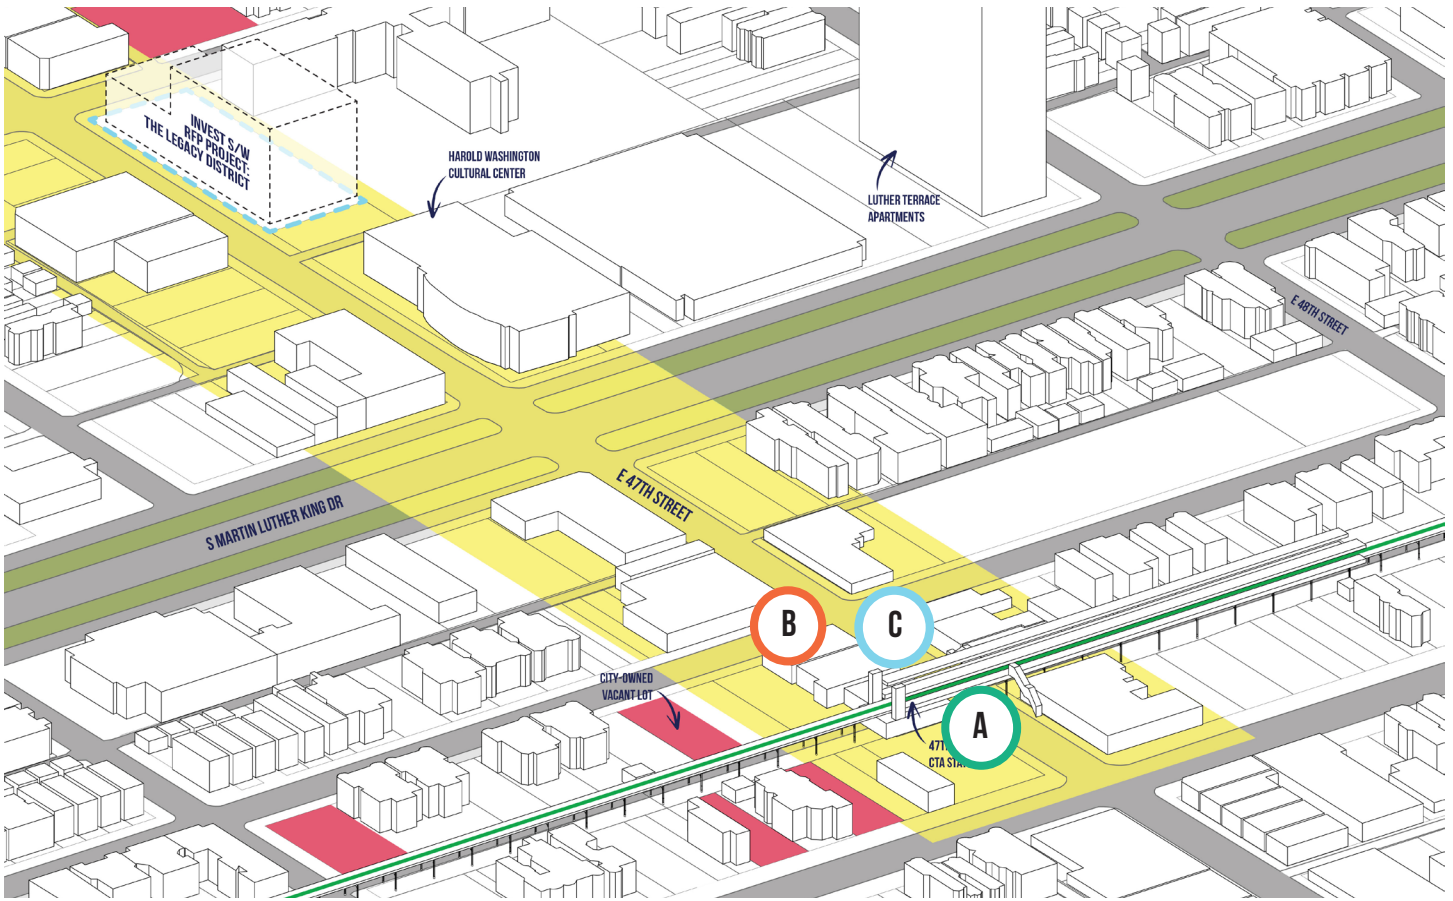 INVEST S/W
RFP PROJECT:
THE LEGACY
DISTRICT
HAROLD WASHINGTON
CULTURAL CENTER
LUTHER TERRACE
APARTMENTS
E 48TH STREET
E 47TH STREET
S MARTIN LUTHER KING DR
B
C
CITY-OWNED
VACANT LOT
A
CTA